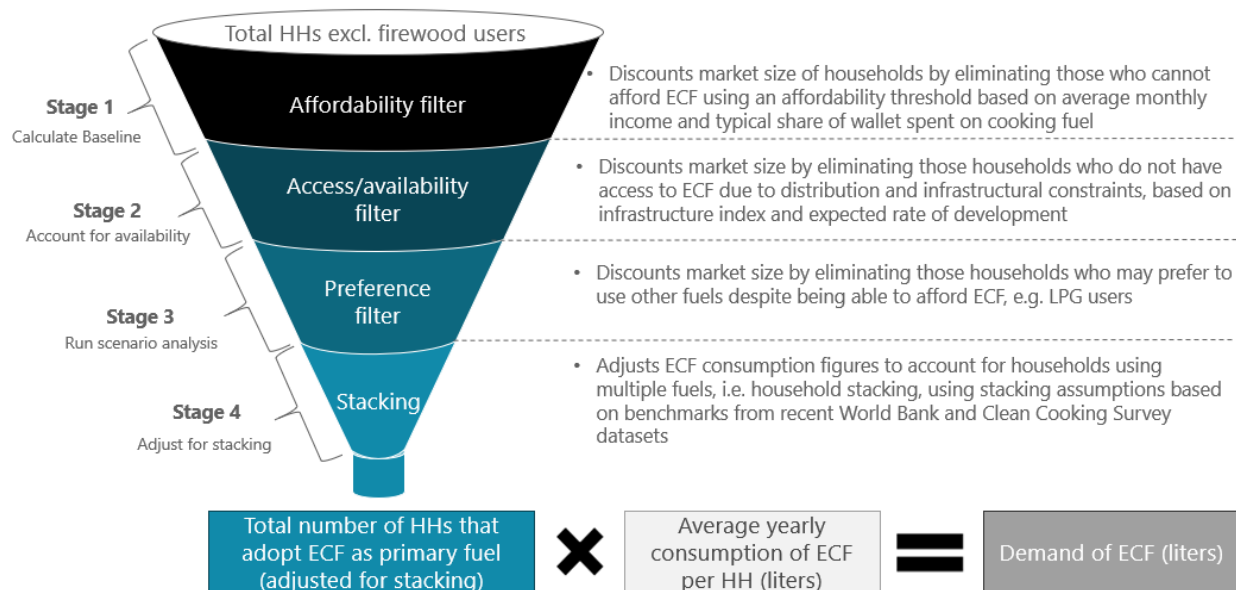 Total HHs excl. firewood users
Stage 1
Calculate Baseline
Affordability filter
• Discounts market size of households by eliminating those who cannot
afford ECF using an affordability threshold based on average monthly
income and typical share of wallet spent on cooking fuel
Stage 2
Account for availability
Access/availability
filter
• Discounts market size by eliminating those households who do not have
access to ECF due to distribution and infrastructural constraints, based on
infrastructure index and expected rate of development
Stage 3
Run scenario analysis
Preference
filter
• Discounts market size by eliminating those households who may prefer to
use other fuels despite being able to afford ECF, e.g. LPG users
Stage 4
Adjust for stacking
Stacking
• Adjusts ECF consumption figures to account for households using
multiple fuels, i.e. household stacking, using stacking assumptions based
on benchmarks from recent World Bank and Clean Cooking Survey
datasets
Total number of HHs that
adopt ECF as primary fuel
(adjusted for stacking)
Average yearly
consumption of ECF
per HH (liters)
Demand of ECF (liters)